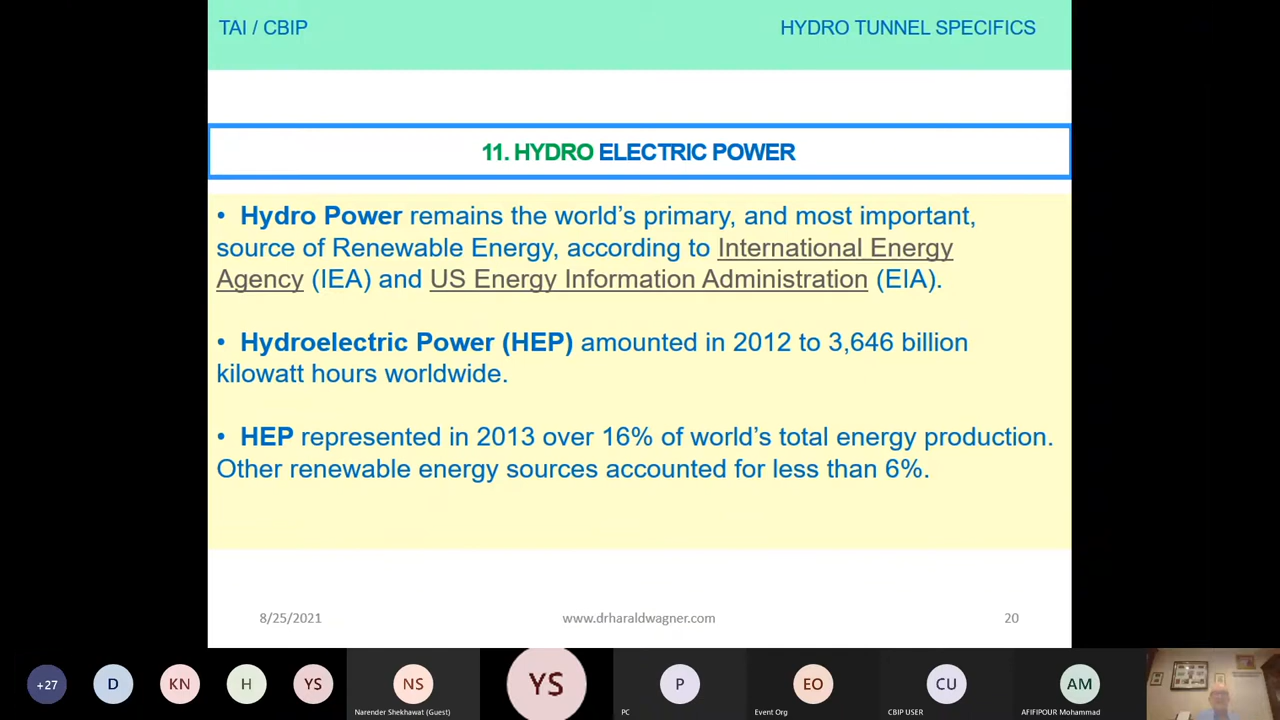 TAI / CBIP
HYDRO TUNNEL SPECIFICS
11. HYDRO ELECTRIC POWER
• Hydro Power remains the world’s primary, and most important,
source of Renewable Energy, according to International Energy
Agency (IEA) and US Energy Information Administration (EIA).
• Hydroelectric Power (HEP) amounted in 2012 to 3,646 billion
kilowatt hours worldwide.
• HEP represented in 2013 over 16% of world’s total energy production.
Other renewable energy sources accounted for less than 6%.
8/25/2021
www.drharaldwagner.com
20
+27
D
KN
H
YS
NS
YS
P
EO
CU
AM
Narender Shekhawat (Guest)
PC
Event Org
CBIP USER
AFIFIPOUR Mohammad